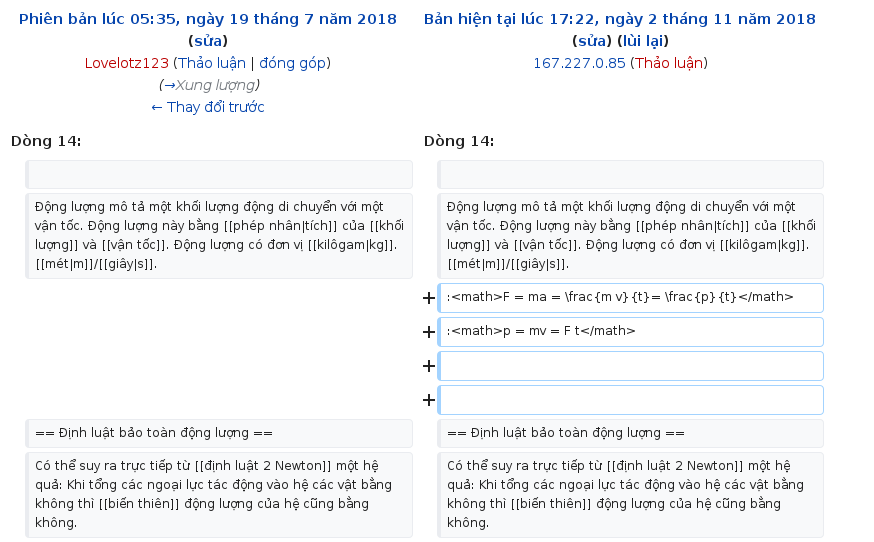 Phiên bản lúc 05:35, ngày 19 tháng 7 năm 2018
(sửa)
Lovelotz123 (Thảo luận | đóng góp)
(→Xung lượng)
← Thay đổi trước
Bản hiện tại lúc 17:22, ngày 2 tháng 11 năm 2018
(sửa) (lùi lại)
167.227.0.85 (Thảo luận)
Dòng 14:
Dòng 14:
Động lượng mô tả một khối lượng động di chuyển với một
vận tốc. Động lượng này bằng [[phép nhân|tích]] của [[khối
lượng]] và [[vận tốc]]. Động lượng có đơn vị [[kilôgam|kg]].
[[mét|m]]/[[giây|s]].
Động lượng mô tả một khối lượng động di chuyển với một
vận tốc. Động lượng này bằng [[phép nhân|tích]] của [[khối
lượng]] và [[vận tốc]]. Động lượng có đơn vị [[kilôgam|kg]].
[[mét|m]]/[[giây|s]].
+ :<math>F = ma = \frac{m v}{t}= \frac{p}{t}</math>
+ :<math>p = mv = F t</math>
+
+
== Định luật bảo toàn động lượng ==
== Định luật bảo toàn động lượng ==
Có thể suy ra trực tiếp từ [[định luật 2 Newton]] một hệ
quả: Khi tổng các ngoại lực tác động vào hệ các vật bằng
không thì [[biến thiên]] động lượng của hệ cũng bằng
không.
Có thể suy ra trực tiếp từ [[định luật 2 Newton]] một hệ
quả: Khi tổng các ngoại lực tác động vào hệ các vật bằng
không thì [[biến thiên]] động lượng của hệ cũng bằng
không.